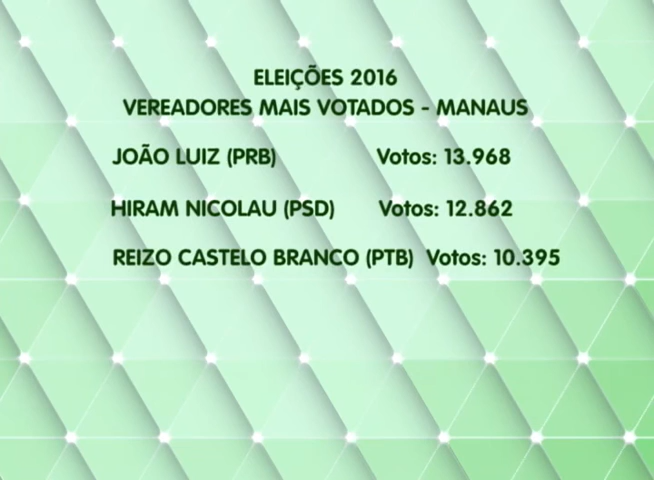 ELEIÇÕES 2016
VEREADORES MAIS VOTADOS - MANAUS
JOÃO LUIZ (PRB) Votos: 13.968
HIRAM NICOLAU (PSD) Votos: 12.862
REIZO CASTELO BRANCO (PTB) Votos: 10.395